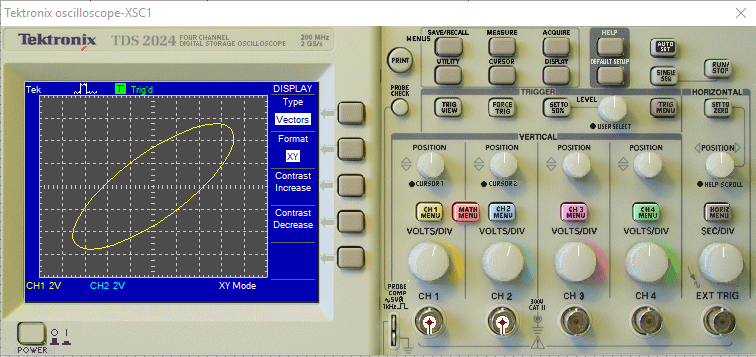 Tektronix oscilloscope-XSC1
Tektronix TDS 2024 FOUR CHANNEL DIGITAL STORAGE OSCILLOSCOPE 200 MHz 2 GS/s
Tek T Trig'd
DISPLAY
Type
Vectors
Format
XY
Contrast
Increase
Contrast
Decrease
CH1 2V CH2 2V XY Mode
POWER
PRINT
PROBE
CHECK
MENUS
SAVE/RECALL MEASURE ACQUIRE
UTILITY CURSOR DISPLAY
HELP
DEFAULT SETUP
AUTO
SET
SINGLE
SEQ
RUN/
STOP
TRIGGER
TRIG
VIEW
FORCE
TRIG
SET TO
50%
LEVEL
USER SELECT
TRIG
MENU
HORIZONTAL
SET TO
ZERO
VERTICAL
POSITION POSITION POSITION POSITION POSITION
CURSOR 1 CURSOR 2 HELP SCROLL
CH 1
MENU
MATH
MENU
CH 2
MENU
CH 3
MENU
CH 4
MENU
HORIZ
MENU
VOLTS/DIV VOLTS/DIV VOLTS/DIV VOLTS/DIV SEC/DIV
PROBE
COMP
~5V
1kHz
CH 1 CH 2 CH 3 CH 4 EXT TRIG
300V
CAT II